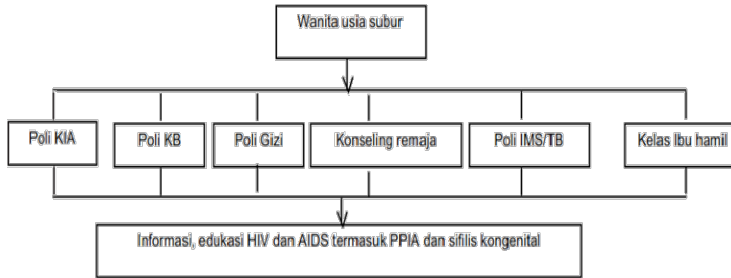 Wanita usia subur
Poli KIA
Poli KB
Poli Gizi
Konseling remaja
Poli IMS/TB
Kelas Ibu hamil
Informasi, edukasi HIV dan AIDS termasuk PPIA dan sifilis kongenital